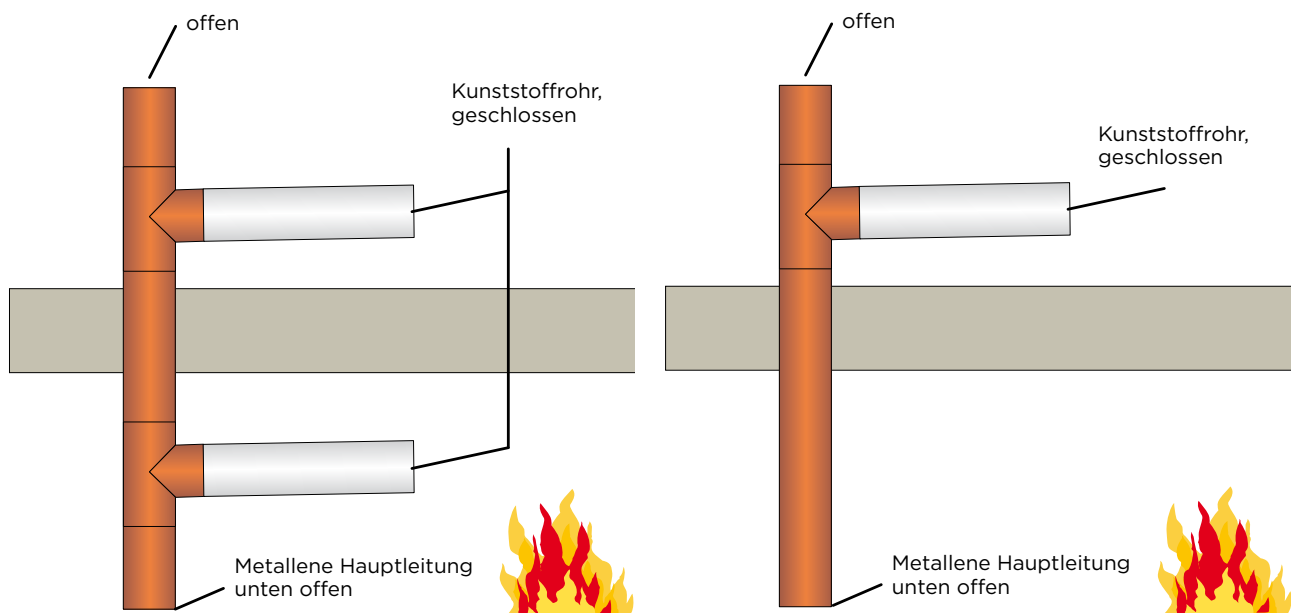 offen
Kunststoffrohr,
geschlossen
Metallene Hauptleitung
unten offen
offen
Kunststoffrohr,
geschlossen
Metallene Hauptleitung
unten offen